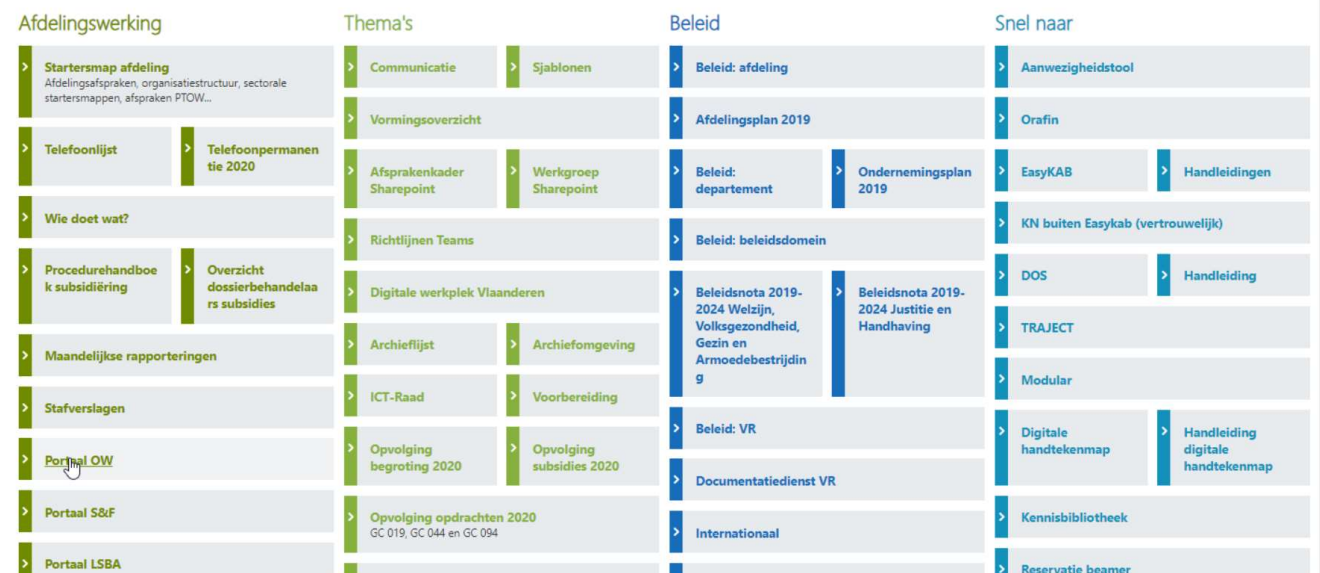 Afdelingswerking
Startersmap afdeling
Afdelingsafspraken, organisatiestructuur, sectorale
startersmappen, afspraken PTOW...
Telefoonlijst
Telefoonpermanen
tie 2020
Wie doet wat?
Procedurehandboe
k subsidiëring
Overzicht
dossierbehandelaa
rs subsidies
Maandelijkse rapporteringen
Stafverslagen
Portaal OW
Portaal S&F
Portaal LSBA
Thema's
Communicatie
Sjablonen
Vormingsoverzicht
Afsprakenkader
Sharepoint
Werkgroep
Sharepoint
Richtlijnen Teams
Digitale werkplek Vlaanderen
Archieflijst
Archiefomgeving
ICT-Raad
Voorbereiding
Opvolging
begroting 2020
Opvolging
subsidies 2020
Opvolging opdrachten 2020
GC 019, GC 044 en GC 094
Beleid
Beleid: afdeling
Afdelingsplan 2019
Beleid:
departement
Ondernemingsplan
2019
Beleid: beleidsdomein
Beleidsnota 2019-
2024 Welzijn,
Volksgezondheid,
Gezin en
Armoedebestrijdin
g
Beleidsnota 2019-
2024 Justitie en
Handhaving
Beleid: VR
Documentatiedienst VR
Internationaal
Snel naar
Aanwezigheidstool
Orafin
EasyKAB
Handleidingen
KN buiten Easykab (vertrouwelijk)
DOS
Handleiding
TRAJECT
Modular
Digitale
handtekenmap
Handleiding
digitale
handtekenmap
Kennisbibliotheek
Reservatie beamer